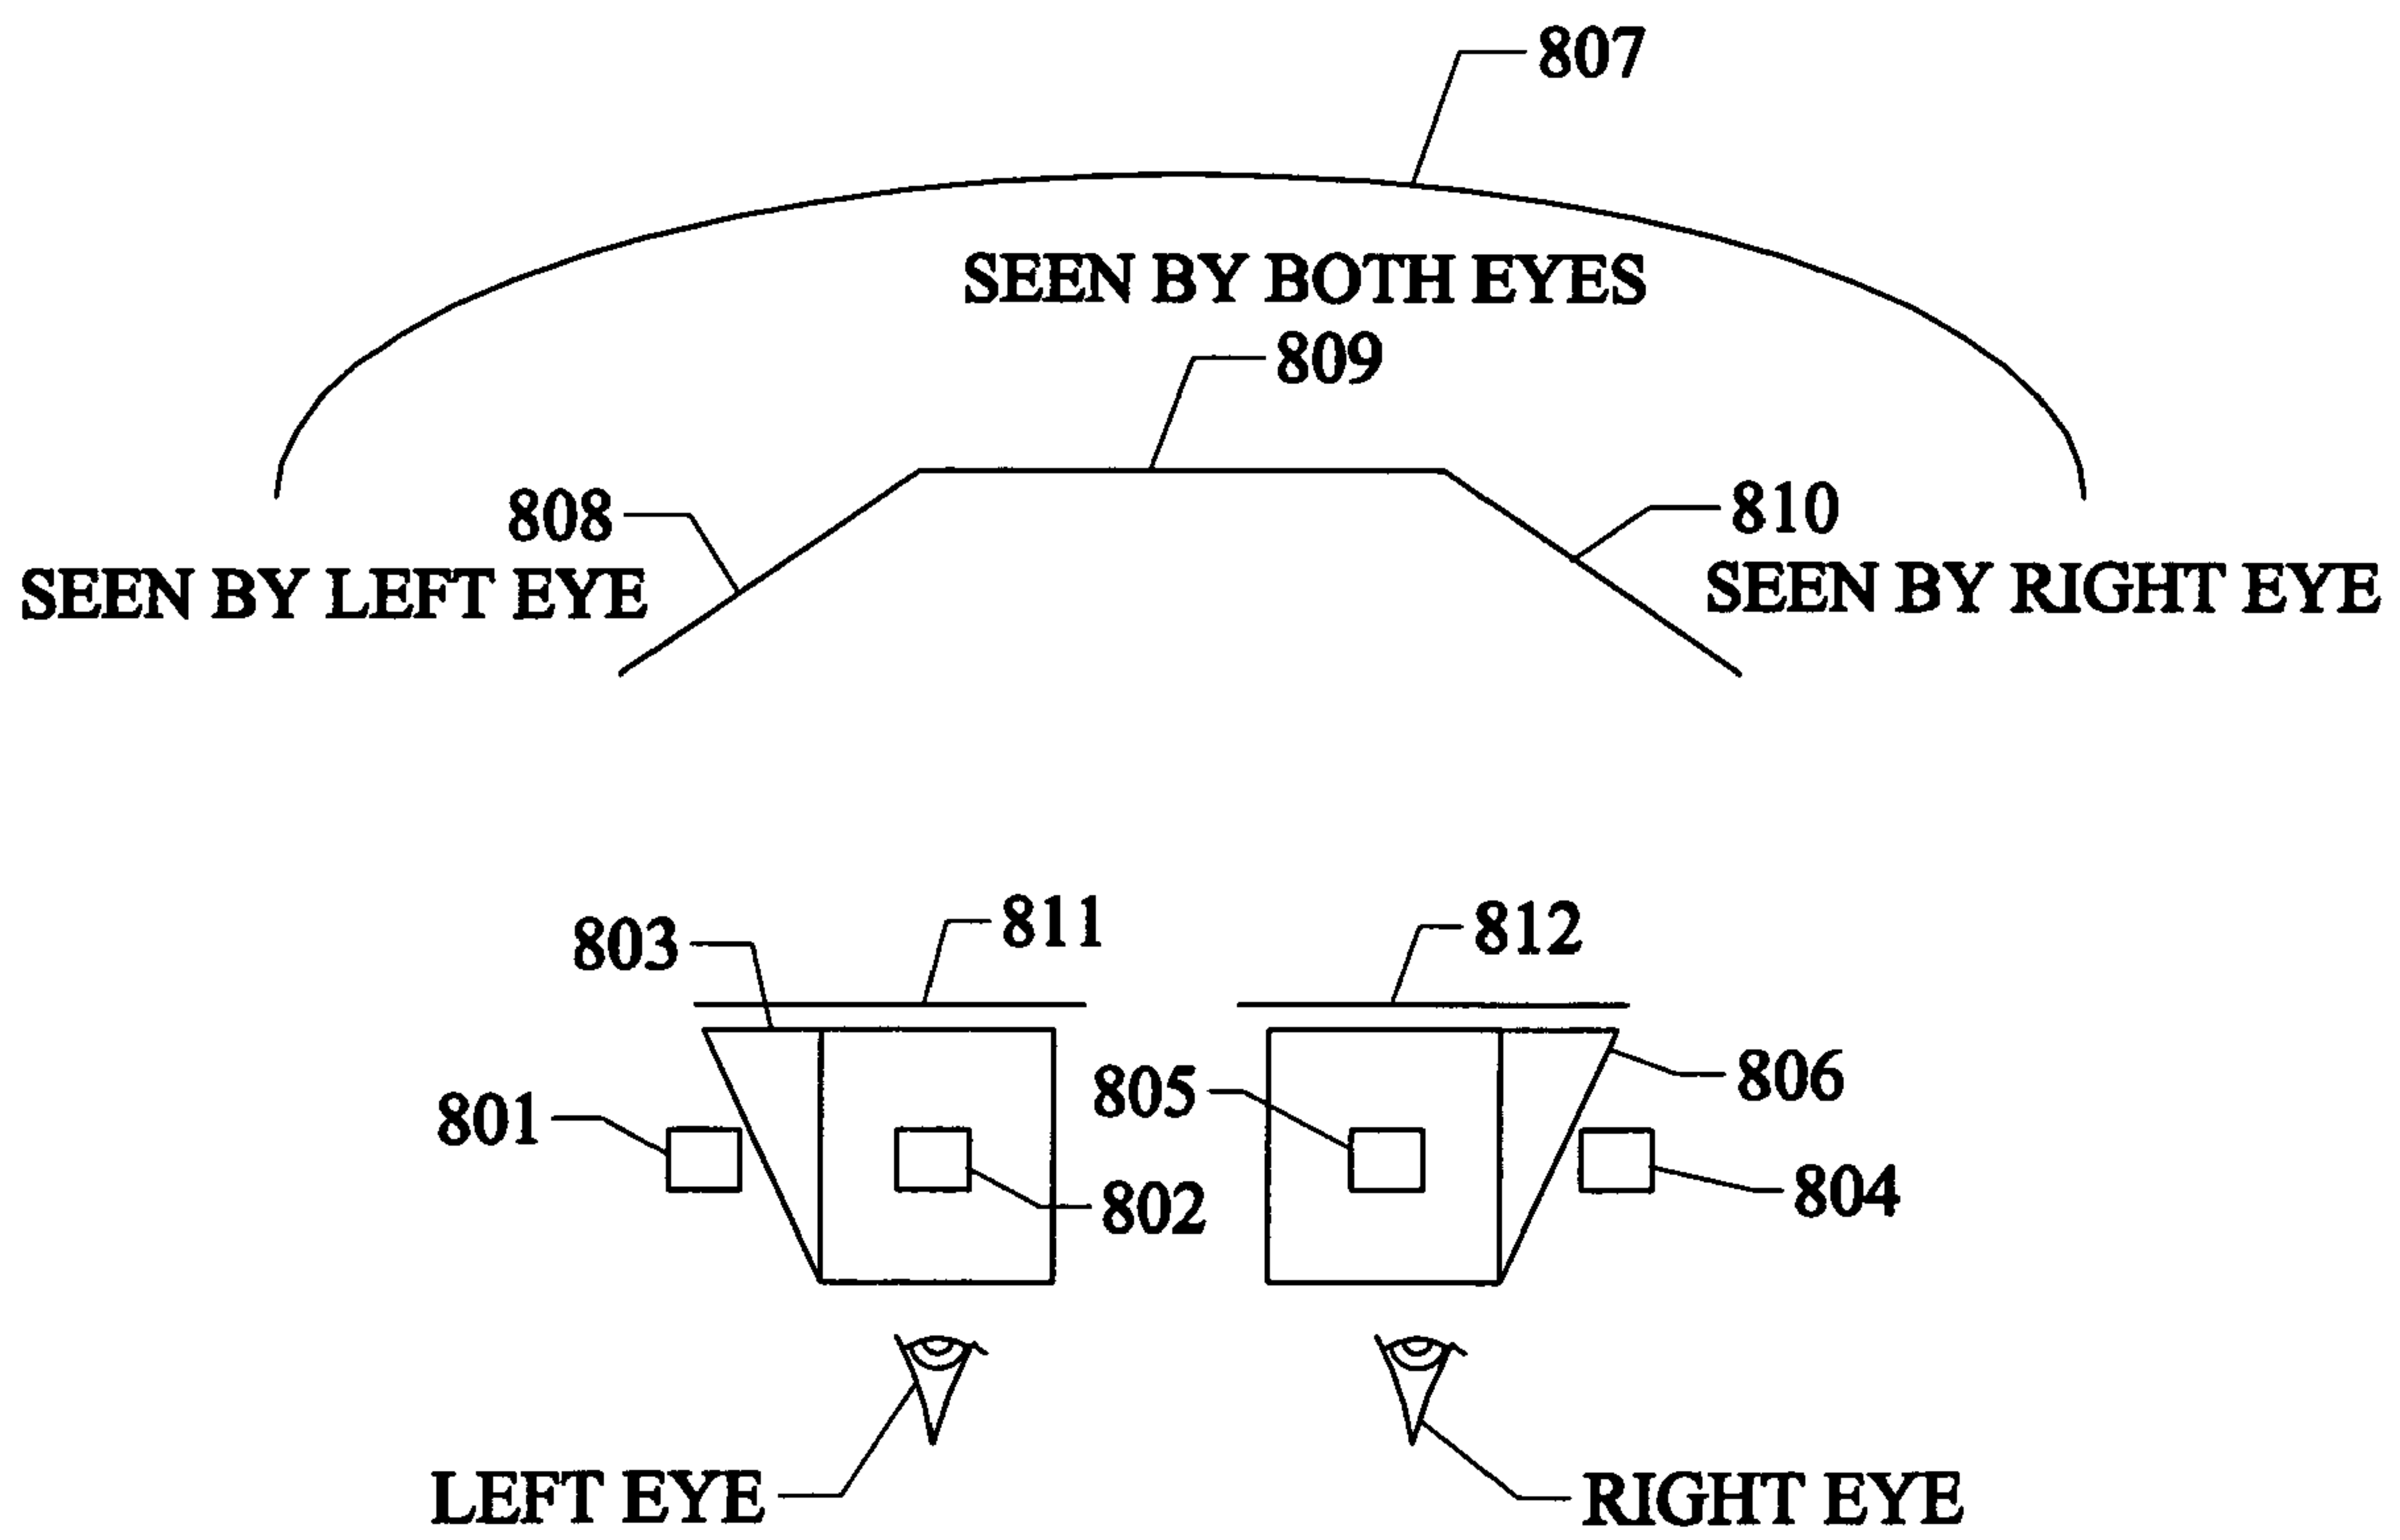 807
SEEN BY BOTH EYES
809
808
810
SEEN BY LEFT EYE
SEEN BY RIGHT EYE
811
812
803
806
805
801
804
802
LEFT EYE
RIGHT EYE